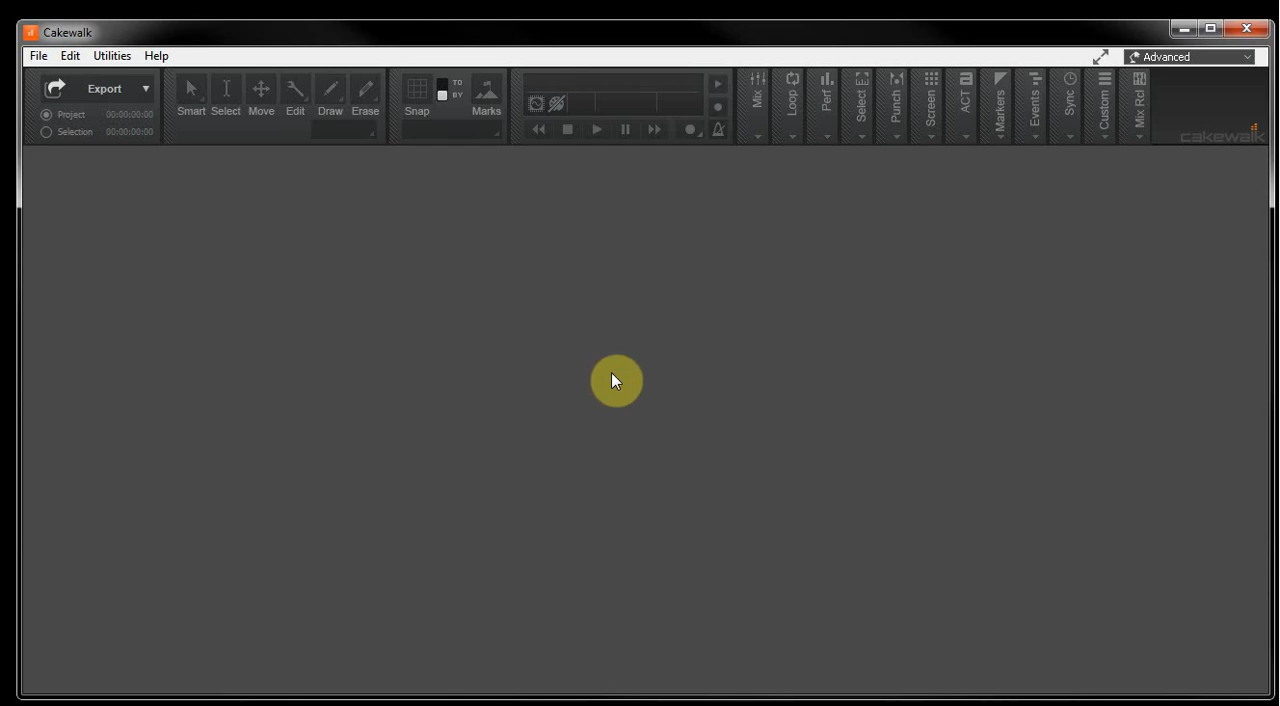 Cakewalk
File Edit Utilities Help
Advanced
Export
Project 00:00:00:00
Selection 00:00:00:00
Smart Select Move Edit Draw Erase
TO
BY
Snap Marks
Mix
Loop
Perf
Select
Punch
Screen
ACT
Markers
Events
Sync
Custom
Mix Rcl
cakewalk